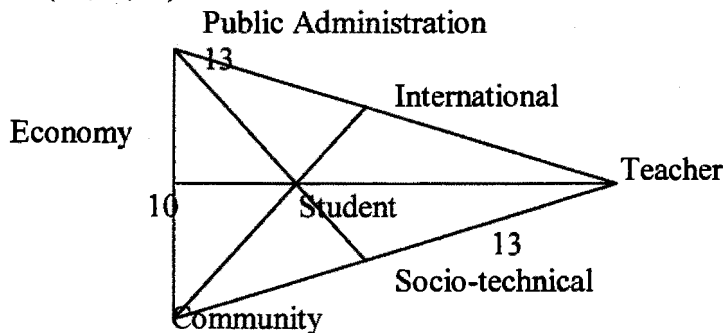 Public Administration
13
International
Economy
Teacher
10
Student
13
Socio-technical
Community